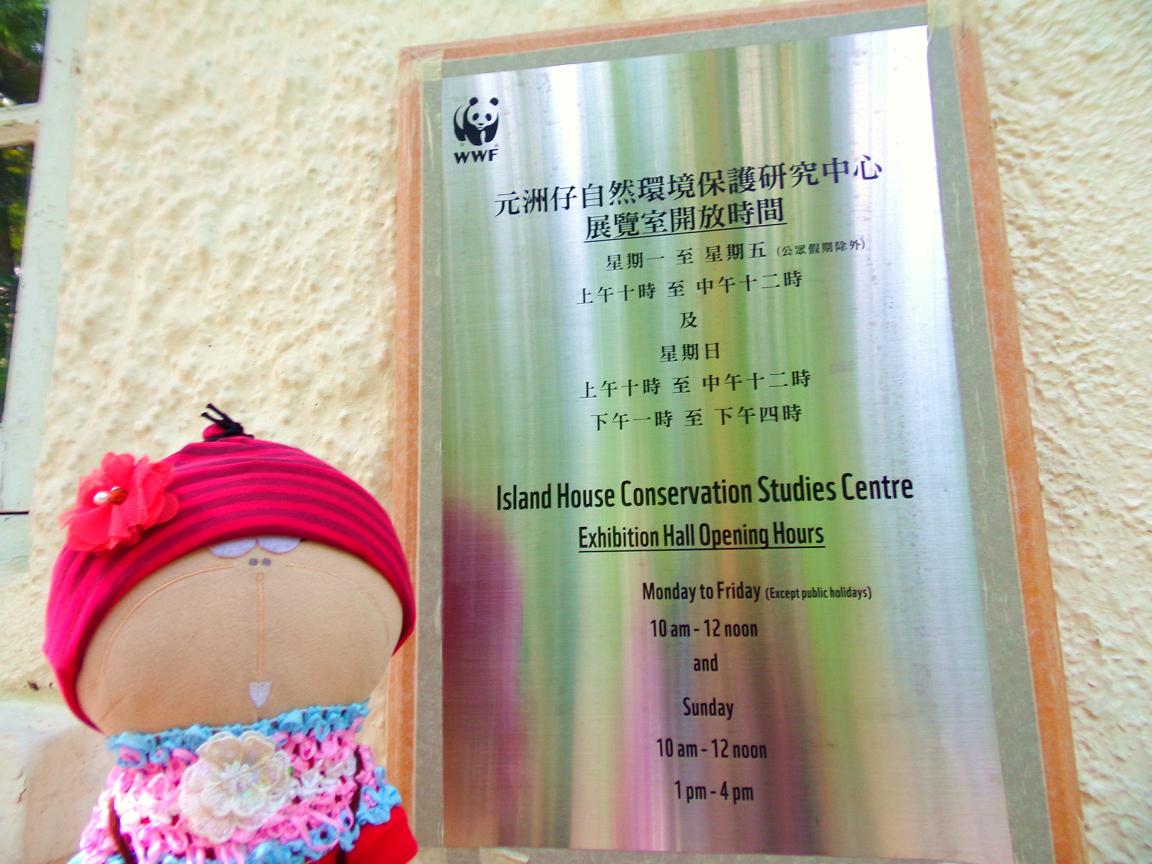 WWF
元洲仔自然環境保護研究中心
展覽室開放時間
星期一 至 星期五 (公眾假期除外)
上午十時 至 中午十二時
及
星期日
上午十時 至 中午十二時
下午一時 至 下午四時
Island House Conservation Studies Centre
Exhibition Hall Opening Hours
Monday to Friday (Except public holidays)
10 am - 12 noon
and
Sunday
10 am - 12 noon
1 pm - 4 pm